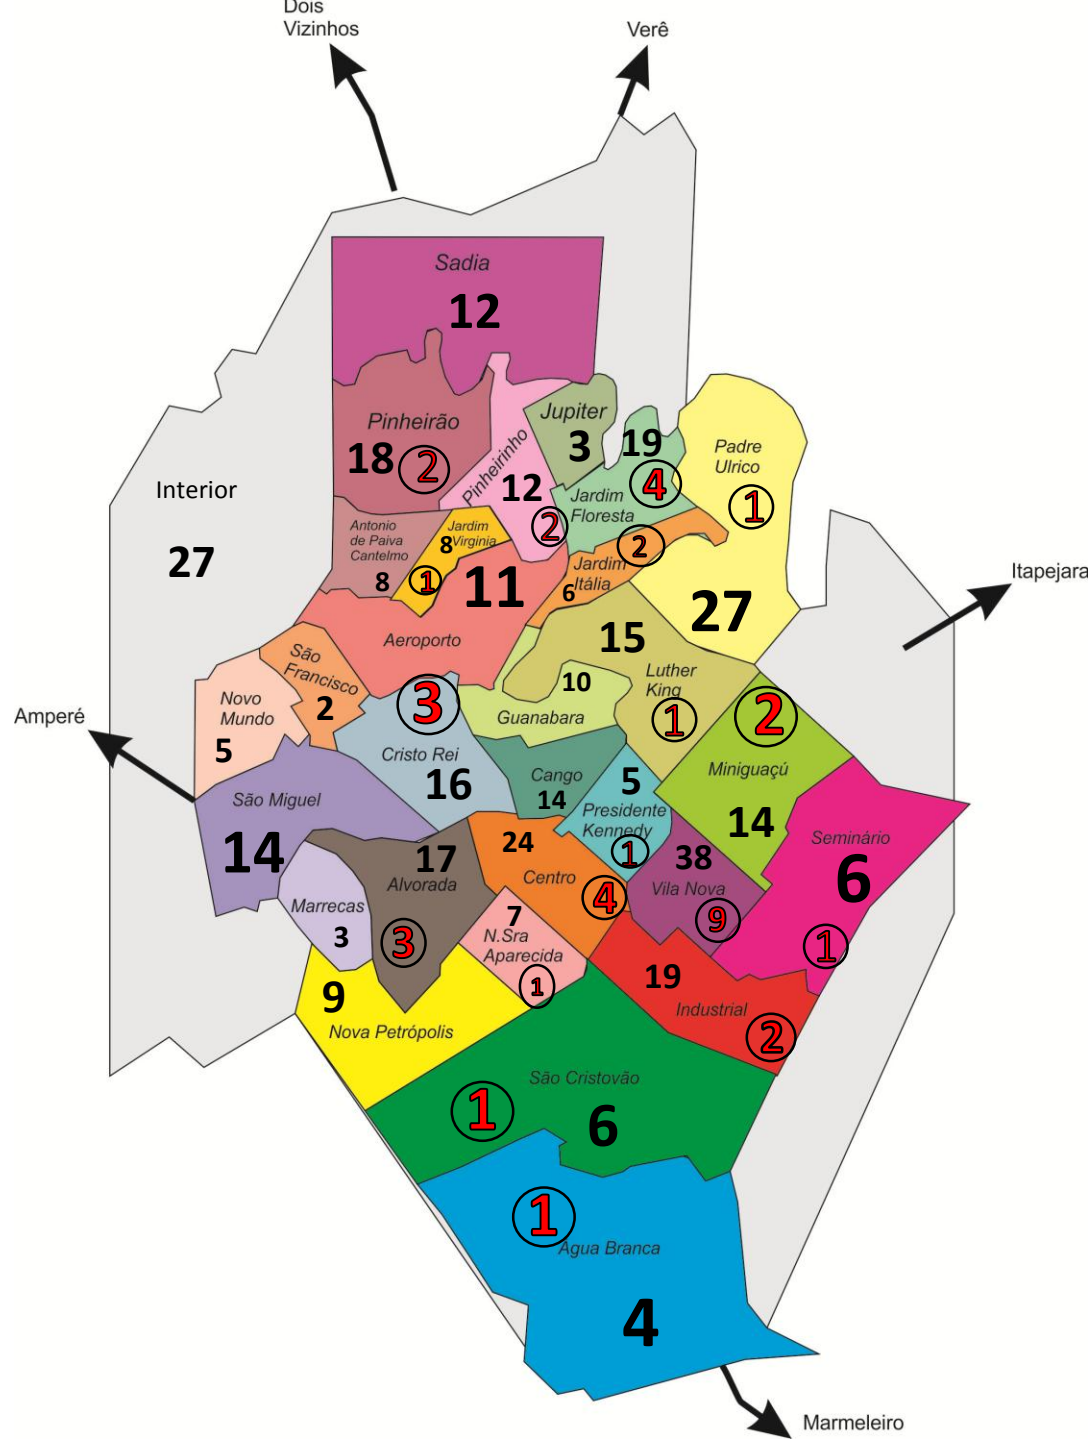 Dois
Vizinhos
Verê
Sadia
12
Pinheirão
18 2
Pinheirinho
12
2
Jupiter
3
19
4
Jardim
Floresta
Padre
Ulrico
1
27
Interior
27
Antonio
de Paiva
Cantelmo
8
Jardim
Virginia
8
1
11
Aeroporto
3
2
Jardim
Itália
6
Itapejara
15
Luther
King
1
10
Guanabara
São
Francisco
2
Novo
Mundo
5
Amperé
Cristo Rei
16
Cango
14
5
Presidente
Kennedy
1
2
Miniguaçú
14
Seminário
6
1
São Miguel
14
17
Alvorada
3
24
Centro
4
38
Vila Nova
9
Marrecas
3
7
N.Sra
Aparecida
1
19
Industrial
2
9
Nova Petrópolis
São Cristovão
1
6
1
Agua Branca
4
Marmeleiro